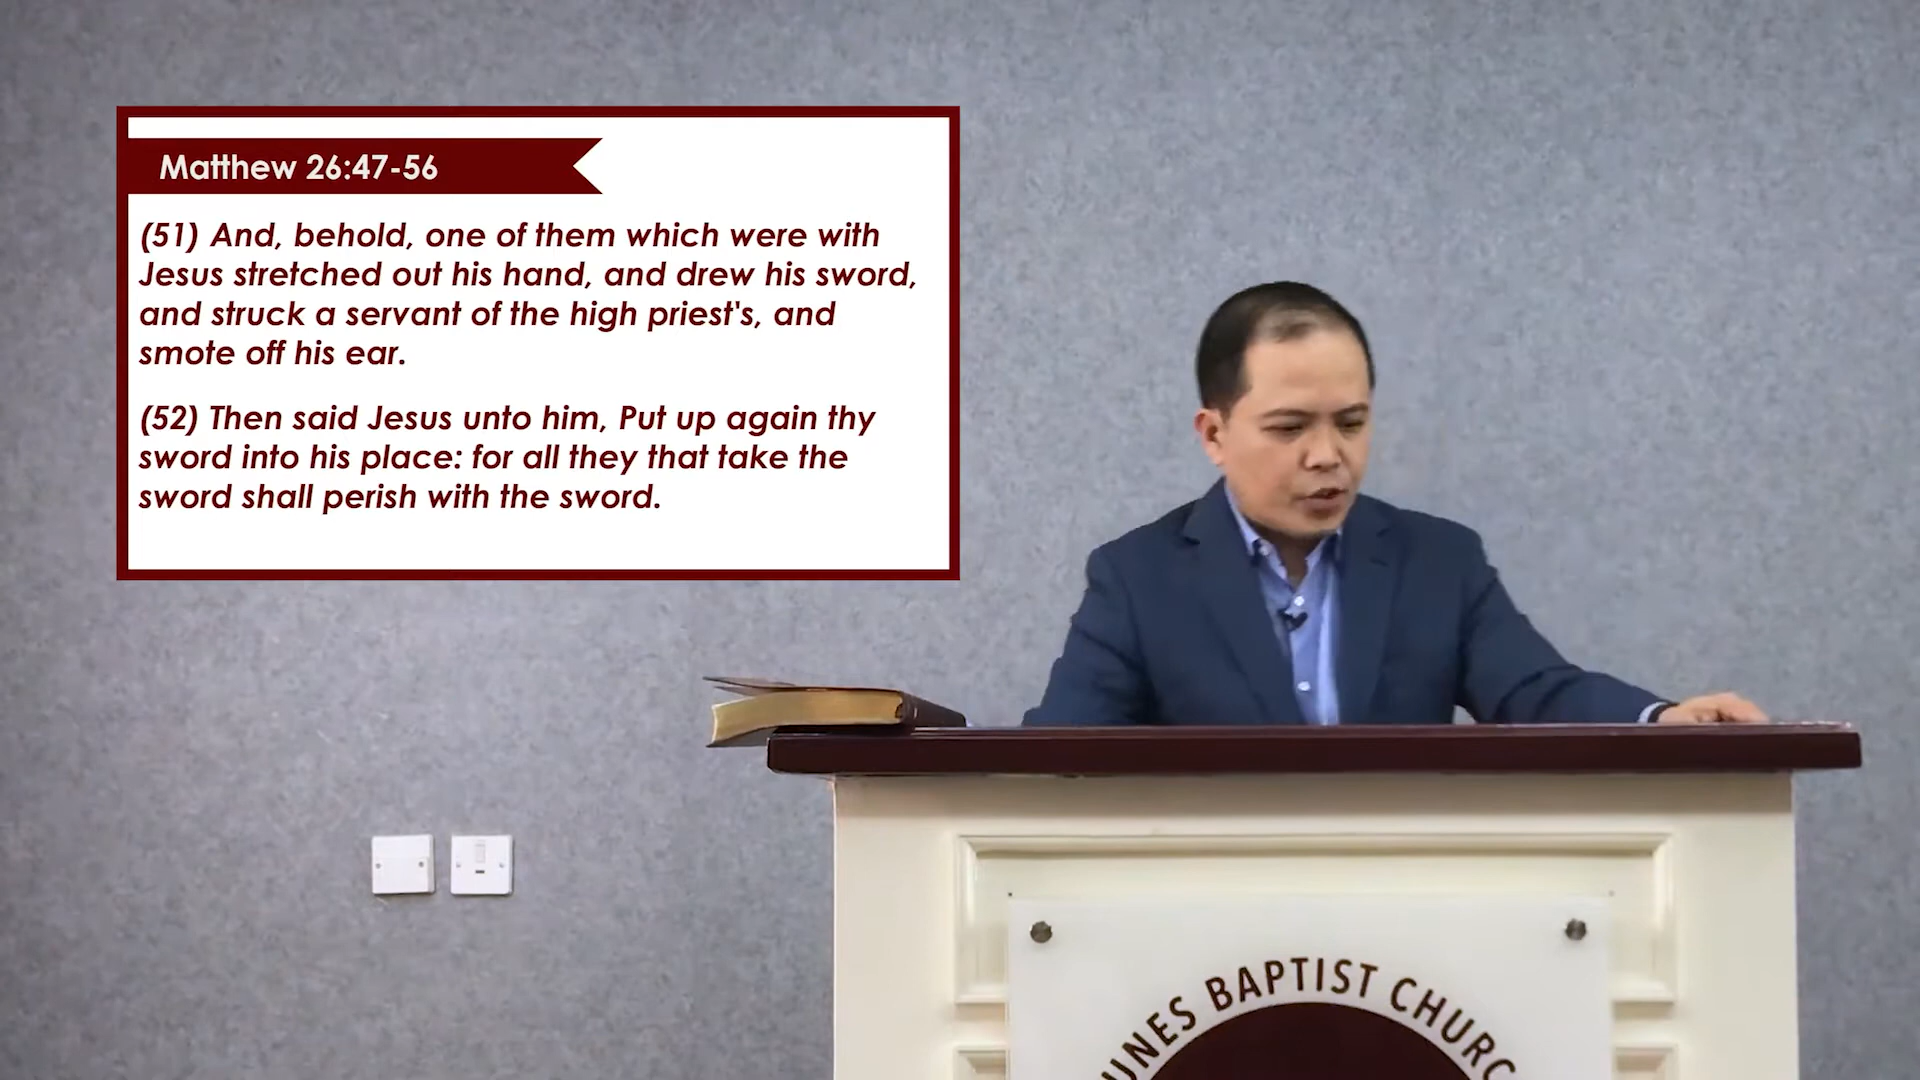 Matthew 26:47-56
(51) And, behold, one of them which were with
Jesus stretched out his hand, and drew his sword,
and struck a servant of the high priest's, and
smote off his ear.
(52) Then said Jesus unto him, Put up again thy
sword into his place: for all they that take the
sword shall perish with the sword.
BAPTIST CHURCH